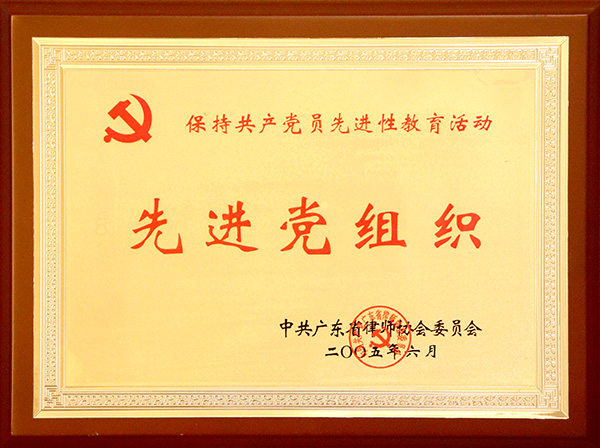 保持共产党员先进性教育活动
先进党组织
中共广东省律师协会委员会
二〇〇五年六月